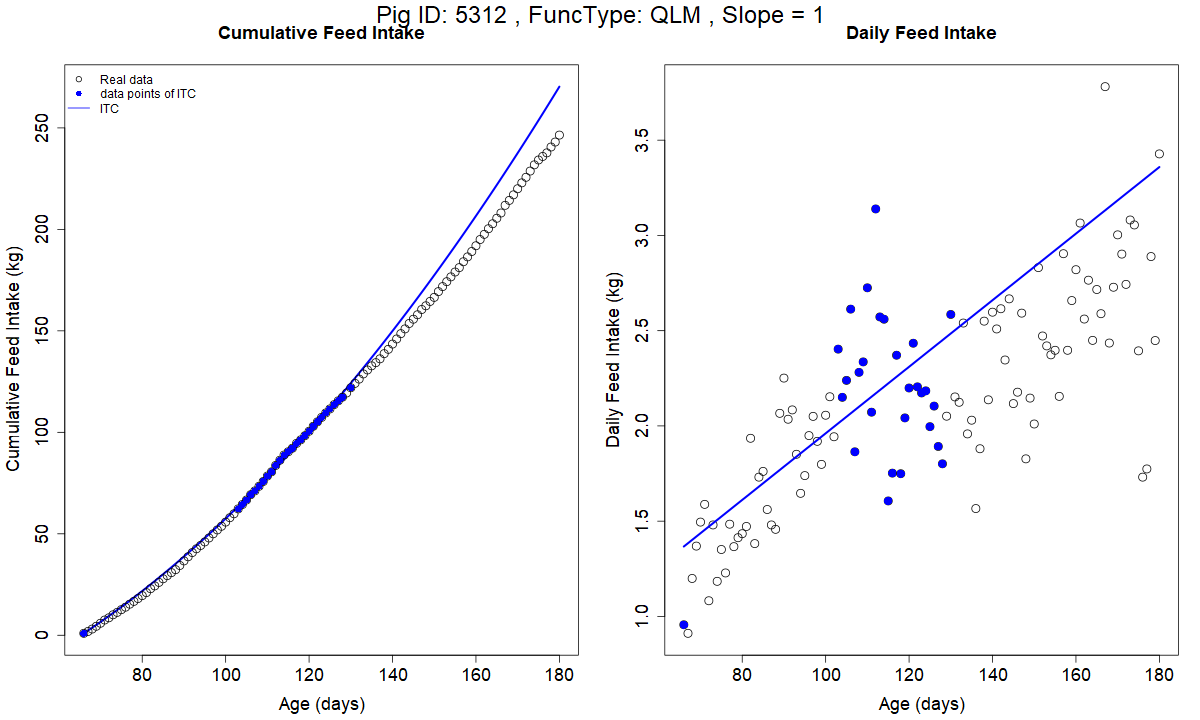 Pig ID: 5312 , FuncType: QLM , Slope = 1
Cumulative Feed Intake
Daily Feed Intake
Real data
data points of ITC
ITC
Cumulative Feed Intake (kg)
0
50
100
150
200
250
80
100
120
140
160
180
Age (days)
Daily Feed Intake (kg)
1.0
1.5
2.0
2.5
3.0
3.5
80
100
120
140
160
180
Age (days)